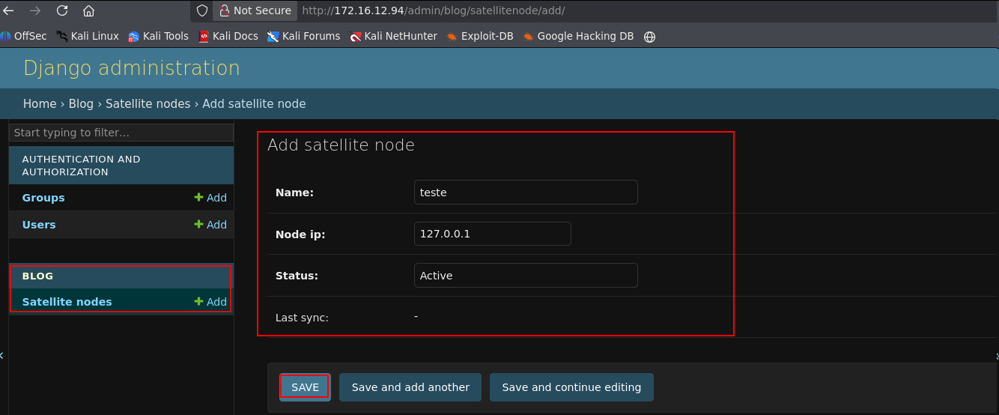 Not Secure http://172.16.12.94/admin/blog/satellitenode/add/
OffSec Kali Linux Kali Tools Kali Docs Kali Forums Kali NetHunter Exploit-DB Google Hacking DB
Django administration
Home › Blog › Satellite nodes › Add satellite node
Start typing to filter…
AUTHENTICATION AND
AUTHORIZATION
Groups + Add
Users + Add
BLOG
Satellite nodes + Add
Add satellite node
Name: teste
Node ip: 127.0.0.1
Status: Active
Last sync: -
SAVE Save and add another Save and continue editing